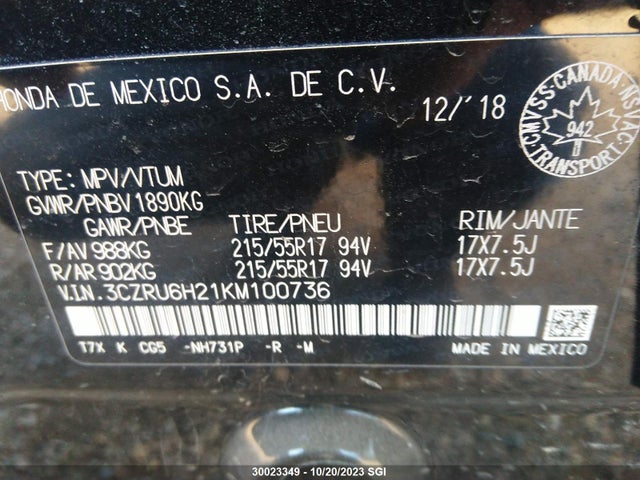 HONDA DE MEXICO S.A. DE C.V.
12/'18
CMVSS·CANADA·NSVAC
942
TRANSPORT
TYPE: MPV/VTUM
GVWR/PNBV 1890KG
GAWR/PNBE TIRE/PNEU RIM/JANTE
F/AV 988KG 215/55R17 94V 17X7.5J
R/AR 902KG 215/55R17 94V 17X7.5J
V.I.N. 3CZRU6H21KM100736
T7X K CG5 -NH731P -R -M MADE IN MEXICO
30023349 - 10/20/2023 SGI